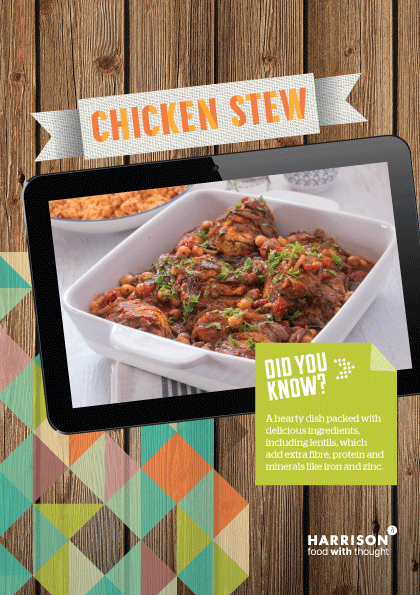 CHICKEN STEW
DID YOU
KNOW?
A hearty dish packed with
delicious ingredients,
including lentils, which
add extra fibre, protein and
minerals like iron and zinc.
HARRISON
food with thought